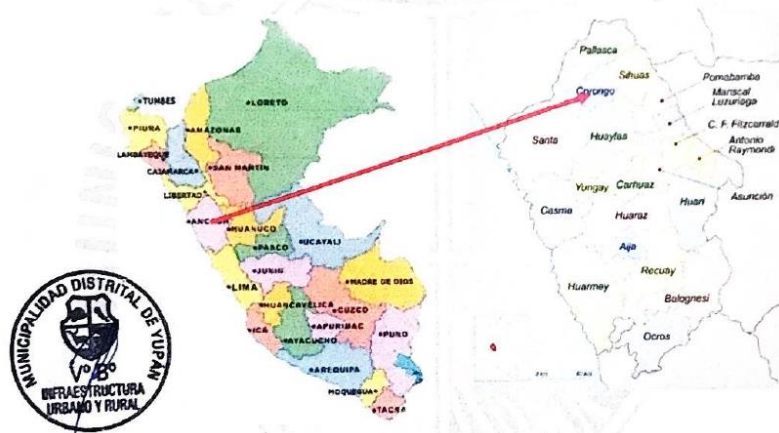 TUMBES
LORETO
PIURA
AMAZONAS
LAMBAYEQUE
CAJAMARCA
SAN MARTIN
LIBERTAD
HUANUCO
PASCO
UCAYALI
JUNIN
LIMA
MADRE DE DIOS
HUANCAVELICA
CUZCO
ICA
APURIMAC
PUNO
AYACUCHO
AREQUIPA
MOQUEGUA
TACNA
Pallasca
Sihuas
Pomabamba
Corongo
Mariscal
Luzuriaga
C. F. Fitzcarrald
Santa
Huaylas
Antonio
Raymondi
Yungay
Carhuaz
Asunción
Casma
Huaraz
Huari
Aija
Recuay
Huarmey
Bolognesi
Ocros
MUNICIPALIDAD DISTRITAL DE YUPAN
Vº Bº
INFRAESTRUCTURA
URBANO Y RURAL